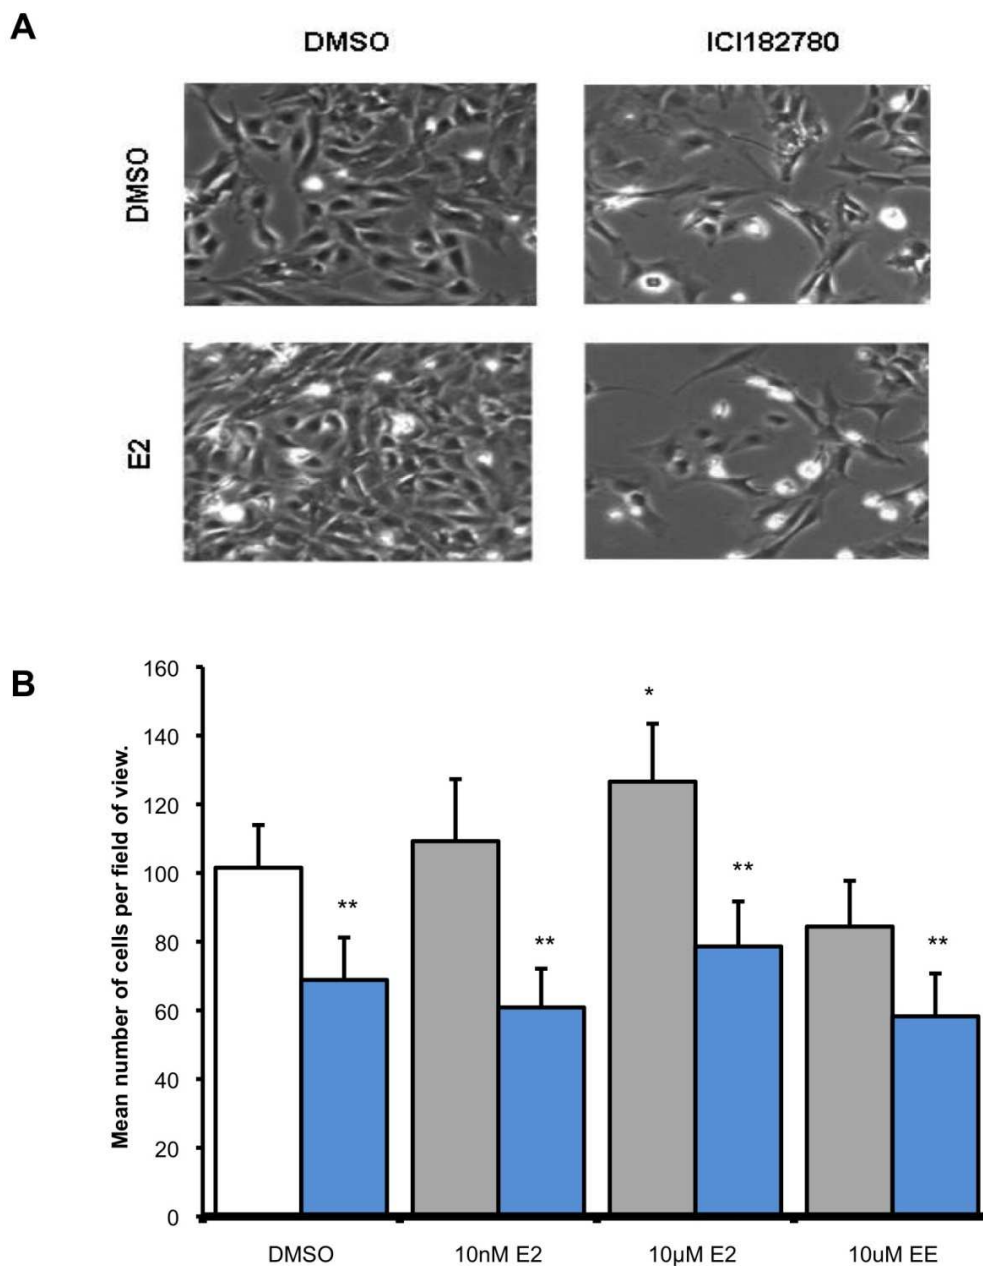 A
DMSO ICI182780
DMSO
E2
B
Mean number of cells per field of view.
160
140
120
100
80
60
40
20
0
*
**
**
**
**
DMSO 10nM E2 10µM E2 10uM EE